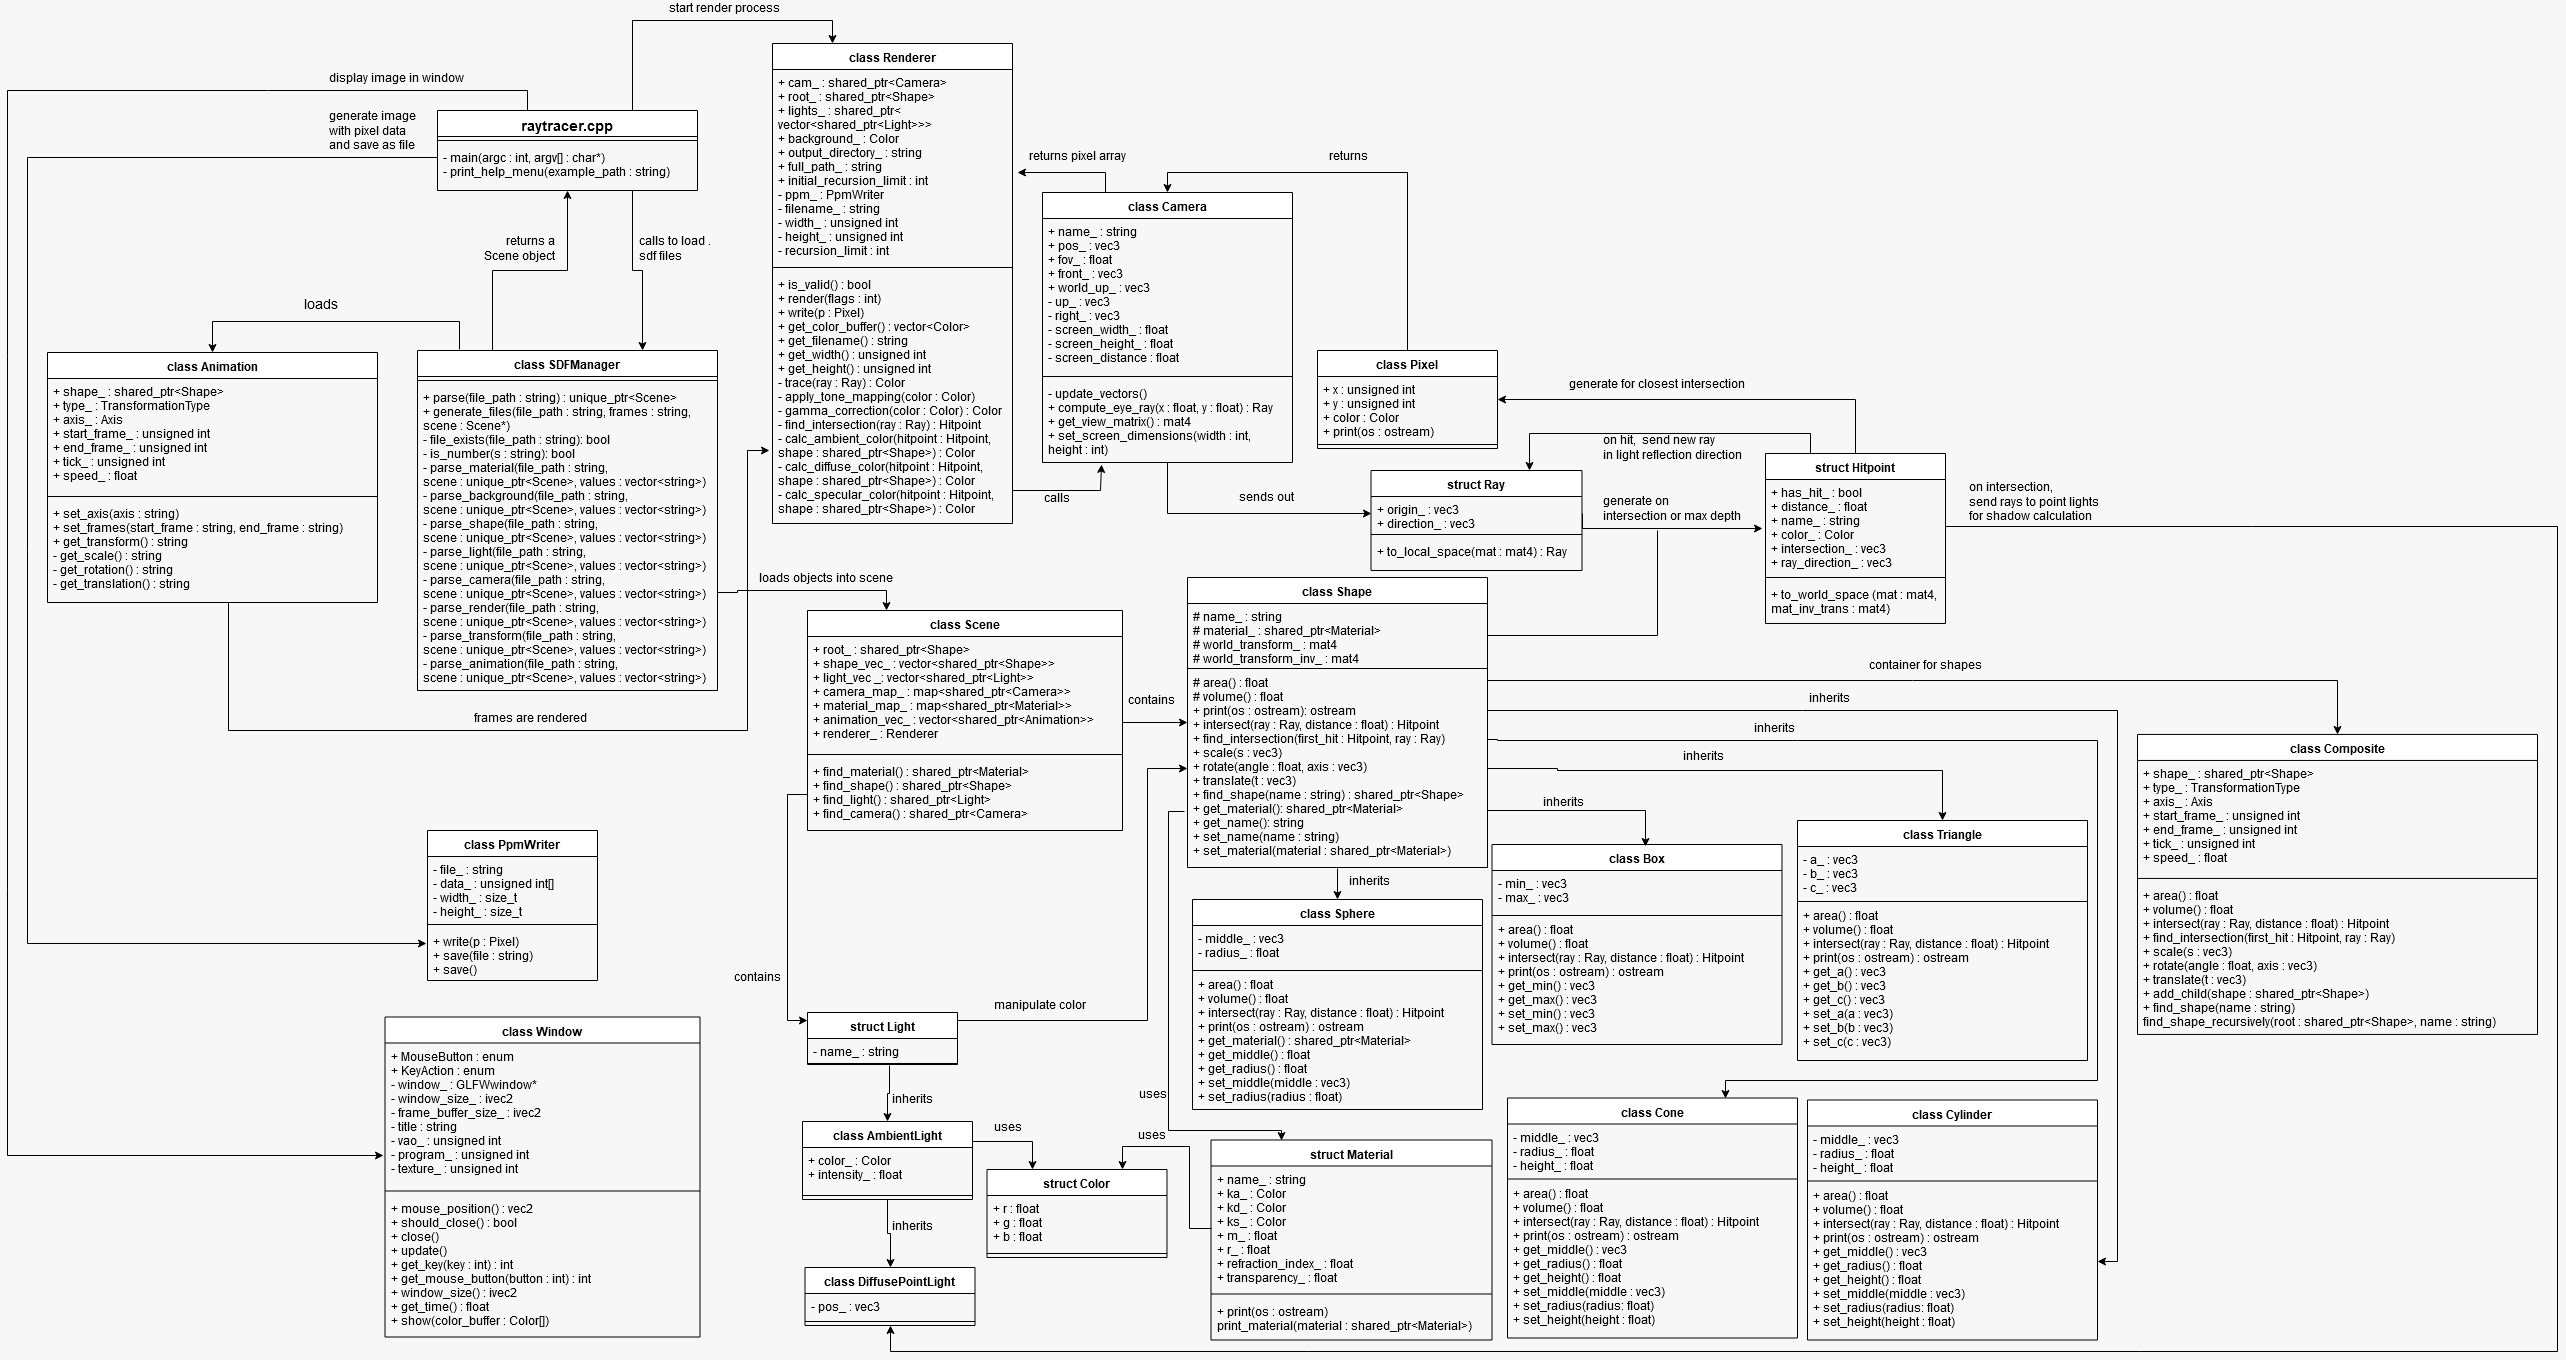 start render process
display image in window
generate image
with pixel data
and save as file
raytracer.cpp
- main(argc : int, argv[] : char*)
- print_help_menu(example_path : string)
returns a
Scene object
calls to load .
sdf files
loads
class Renderer
+ cam_ : shared_ptr<Camera>
+ root_ : shared_ptr<Shape>
+ lights_ : shared_ptr<
vector<shared_ptr<Light>>>
+ background_ : Color
+ output_directory_ : string
+ full_path_ : string
+ initial_recursion_limit : int
- ppm_ : PpmWriter
- filename_ : string
- width_ : unsigned int
- height_ : unsigned int
- recursion_limit : int
+ is_valid() : bool
+ render(flags : int)
+ write(p : Pixel)
+ get_color_buffer() : vector<Color>
+ get_filename() : string
+ get_width() : unsigned int
+ get_height() : unsigned int
- trace(ray : Ray) : Color
- apply_tone_mapping(color : Color)
- gamma_correction(color : Color) : Color
- find_intersection(ray : Ray) : Hitpoint
- calc_ambient_color(hitpoint : Hitpoint,
shape : shared_ptr<Shape>) : Color
- calc_diffuse_color(hitpoint : Hitpoint,
shape : shared_ptr<Shape>) : Color
- calc_specular_color(hitpoint : Hitpoint,
shape : shared_ptr<Shape>) : Color
returns pixel array
calls
returns
class Camera
+ name_ : string
+ pos_ : vec3
+ fov_ : float
+ front_ : vec3
+ world_up_ : vec3
- up_ : vec3
- right_ : vec3
- screen_width_ : float
- screen_height_ : float
- screen_distance : float
- update_vectors()
+ compute_eye_ray(x : float, y : float) : Ray
+ get_view_matrix() : mat4
+ set_screen_dimensions(width : int,
height : int)
sends out
class Pixel
+ x : unsigned int
+ y : unsigned int
+ color : Color
+ print(os : ostream)
generate for closest intersection
on hit, send new ray
in light reflection direction
struct Ray
+ origin_ : vec3
+ direction_ : vec3
+ to_local_space(mat : mat4) : Ray
generate on
intersection or max depth
struct Hitpoint
+ has_hit_ : bool
+ distance_ : float
+ name_ : string
+ color_ : Color
+ intersection_ : vec3
+ ray_direction_ : vec3
+ to_world_space (mat : mat4,
mat_inv_trans : mat4)
on intersection,
send rays to point lights
for shadow calculation
class Animation
+ shape_ : shared_ptr<Shape>
+ type_ : TransformationType
+ axis_ : Axis
+ start_frame_ : unsigned int
+ end_frame_ : unsigned int
+ tick_ : unsigned int
+ speed_ : float
+ set_axis(axis : string)
+ set_frames(start_frame : string, end_frame : string)
+ get_transform() : string
- get_scale() : string
- get_rotation() : string
- get_translation() : string
class SDFManager
+ parse(file_path : string) : unique_ptr<Scene>
+ generate_files(file_path : string, frames : string,
scene : Scene*)
- file_exists(file_path : string): bool
- is_number(s : string): bool
- parse_material(file_path : string,
scene : unique_ptr<Scene>, values : vector<string>)
- parse_background(file_path : string,
scene : unique_ptr<Scene>, values : vector<string>)
- parse_shape(file_path : string,
scene : unique_ptr<Scene>, values : vector<string>)
- parse_light(file_path : string,
scene : unique_ptr<Scene>, values : vector<string>)
- parse_camera(file_path : string,
scene : unique_ptr<Scene>, values : vector<string>)
- parse_render(file_path : string,
scene : unique_ptr<Scene>, values : vector<string>)
- parse_transform(file_path : string,
scene : unique_ptr<Scene>, values : vector<string>)
- parse_animation(file_path : string,
scene : unique_ptr<Scene>, values : vector<string>)
frames are rendered
loads objects into scene
class Scene
+ root_ : shared_ptr<Shape>
+ shape_vec_ : vector<shared_ptr<Shape>>
+ light_vec_ : vector<shared_ptr<Light>>
+ camera_map_ : map<shared_ptr<Camera>>
+ material_map_ : map<shared_ptr<Material>>
+ animation_vec_ : vector<shared_ptr<Animation>>
+ renderer_ : Renderer
+ find_material() : shared_ptr<Material>
+ find_shape() : shared_ptr<Shape>
+ find_light() : shared_ptr<Light>
+ find_camera() : shared_ptr<Camera>
contains
class Shape
# name_ : string
# material_ : shared_ptr<Material>
# world_transform_ : mat4
# world_transform_inv_ : mat4
# area() : float
# volume() : float
+ print(os : ostream): ostream
+ intersect(ray : Ray, distance : float) : Hitpoint
+ find_intersection(first_hit : Hitpoint, ray : Ray)
+ scale(s : vec3)
+ rotate(angle : float, axis : vec3)
+ translate(t : vec3)
+ find_shape(name : string) : shared_ptr<Shape>
+ get_material(): shared_ptr<Material>
+ get_name(): string
+ set_name(name : string)
+ set_material(material : shared_ptr<Material>)
container for shapes
inherits
inherits
inherits
inherits
inherits
class Composite
+ shape_ : shared_ptr<Shape>
+ type_ : TransformationType
+ axis_ : Axis
+ start_frame_ : unsigned int
+ end_frame_ : unsigned int
+ tick_ : unsigned int
+ speed_ : float
+ area() : float
+ volume() : float
+ intersect(ray : Ray, distance : float) : Hitpoint
+ find_intersection(first_hit : Hitpoint, ray : Ray)
+ scale(s : vec3)
+ rotate(angle : float, axis : vec3)
+ translate(t : vec3)
+ add_child(shape : shared_ptr<Shape>)
+ find_shape(name : string)
find_shape_recursively(root : shared_ptr<Shape>, name : string)
class Triangle
- a_ : vec3
- b_ : vec3
- c_ : vec3
+ area() : float
+ volume() : float
+ intersect(ray : Ray, distance : float) : Hitpoint
+ print(os : ostream) : ostream
+ get_a() : vec3
+ get_b() : vec3
+ get_c() : vec3
+ set_a(a : vec3)
+ set_b(b : vec3)
+ set_c(c : vec3)
class Box
- min_ : vec3
- max_ : vec3
+ area() : float
+ volume() : float
+ intersect(ray : Ray, distance : float) : Hitpoint
+ print(os : ostream) : ostream
+ get_min() : vec3
+ get_max() : vec3
+ set_min() : vec3
+ set_max() : vec3
class Sphere
- middle_ : vec3
- radius_ : float
+ area() : float
+ volume() : float
+ intersect(ray : Ray, distance : float) : Hitpoint
+ print(os : ostream) : ostream
+ get_material() : shared_ptr<Material>
+ get_middle() : float
+ get_radius() : float
+ set_middle(middle : vec3)
+ set_radius(radius : float)
class PpmWriter
- file_ : string
- data_ : unsigned int[]
- width_ : size_t
- height_ : size_t
+ write(p : Pixel)
+ save(file : string)
+ save()
contains
manipulate color
struct Light
- name_ : string
inherits
class Window
+ MouseButton : enum
+ KeyAction : enum
- window_ : GLFWwindow*
- window_size_ : ivec2
- frame_buffer_size_ : ivec2
- title : string
- vao_ : unsigned int
- program_ : unsigned int
- texture_ : unsigned int
+ mouse_position() : vec2
+ should_close() : bool
+ close()
+ update()
+ get_key(key : int) : int
+ get_mouse_button(button : int) : int
+ window_size() : ivec2
+ get_time() : float
+ show(color_buffer : Color[])
class AmbientLight
+ color_ : Color
+ intensity_ : float
uses
inherits
class DiffusePointLight
- pos_ : vec3
struct Color
+ r : float
+ g : float
+ b : float
uses
uses
struct Material
+ name_ : string
+ ka_ : Color
+ kd_ : Color
+ ks_ : Color
+ m_ : float
+ r_ : float
+ refraction_index_ : float
+ transparency_ : float
+ print(os : ostream)
print_material(material : shared_ptr<Material>)
class Cone
- middle_ : vec3
- radius_ : float
- height_ : float
+ area() : float
+ volume() : float
+ intersect(ray : Ray, distance : float) : Hitpoint
+ print(os : ostream) : ostream
+ get_middle() : vec3
+ get_radius() : float
+ get_height() : float
+ set_middle(middle : vec3)
+ set_radius(radius: float)
+ set_height(height : float)
class Cylinder
- middle_ : vec3
- radius_ : float
- height_ : float
+ area() : float
+ volume() : float
+ intersect(ray : Ray, distance : float) : Hitpoint
+ print(os : ostream) : ostream
+ get_middle() : vec3
+ get_radius() : float
+ get_height() : float
+ set_middle(middle : vec3)
+ set_radius(radius: float)
+ set_height(height : float)